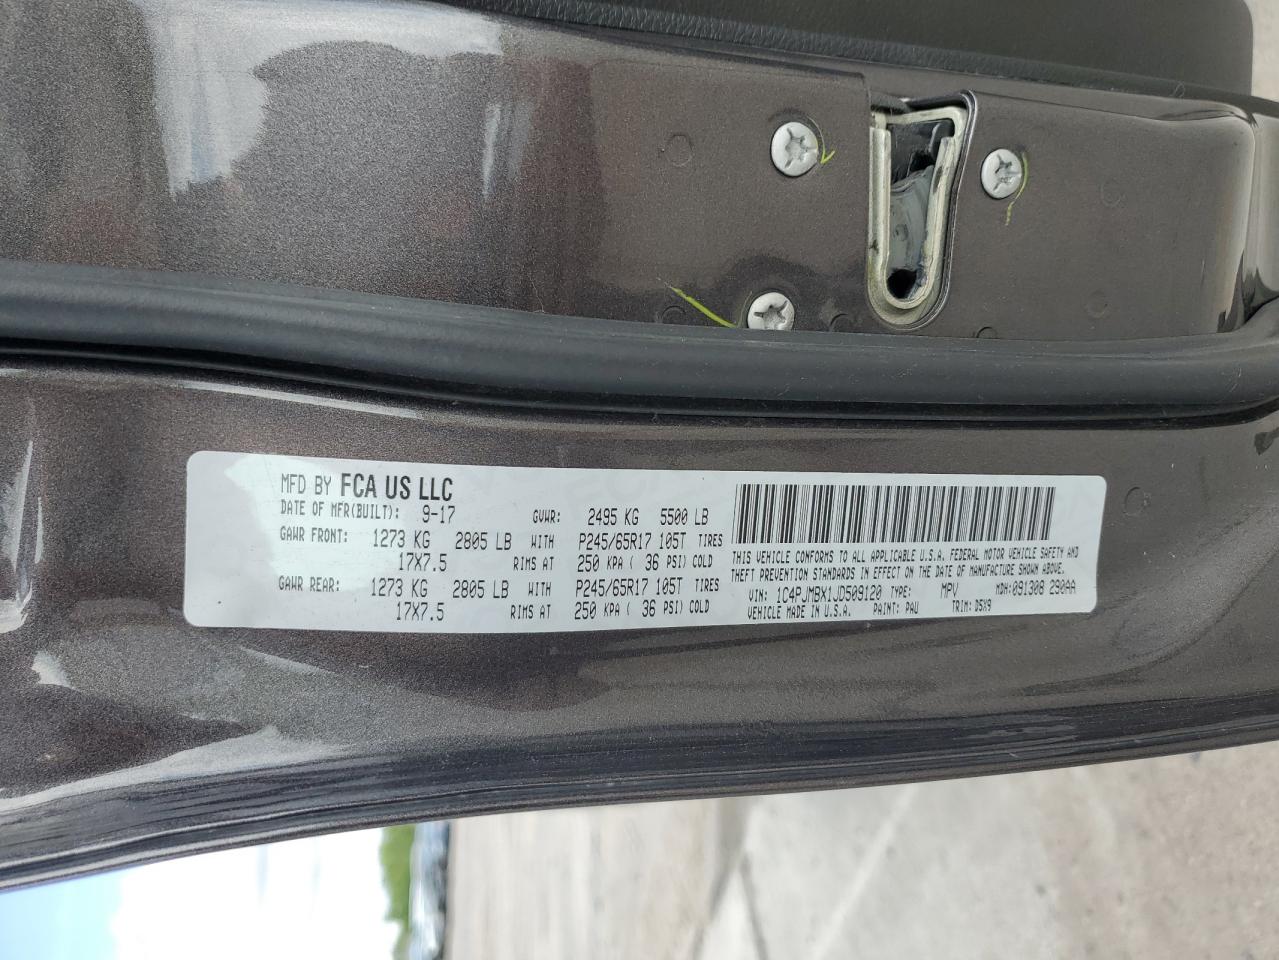 MFD BY FCA US LLC
DATE OF MFR(BUILT): 9-17 GVWR: 2495 KG 5500 LB
GAWR FRONT: 1273 KG 2805 LB WITH P245/65R17 105T TIRES
17X7.5 RIMS AT 250 KPA ( 36 PSI) COLD
GAWR REAR: 1273 KG 2805 LB WITH P245/65R17 105T TIRES
17X7.5 RIMS AT 250 KPA ( 36 PSI) COLD
THIS VEHICLE CONFORMS TO ALL APPLICABLE U.S.A. FEDERAL MOTOR VEHICLE SAFETY AND
THEFT PREVENTION STANDARDS IN EFFECT ON THE DATE OF MANUFACTURE SHOWN ABOVE.
VIN: 1C4PJMBX1JD509120 TYPE: MPV MDH: 091308 290AA
VEHICLE MADE IN U.S.A. PAINT: PAU TRIM: D5X9